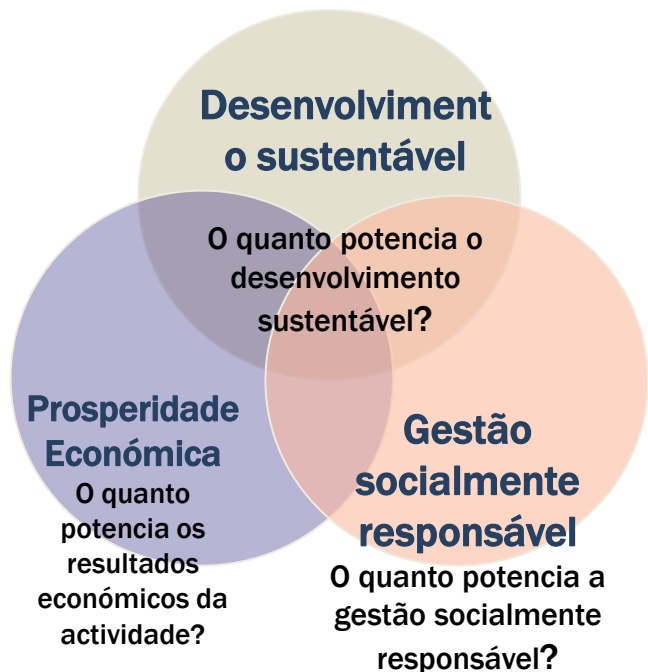 Desenvolviment
o sustentável
O quanto potencia o
desenvolvimento
sustentável?
Prosperidade
Económica
O quanto
potencia os
resultados
económicos da
actividade?
Gestão
socialmente
responsável
O quanto potencia a
gestão socialmente
responsável?